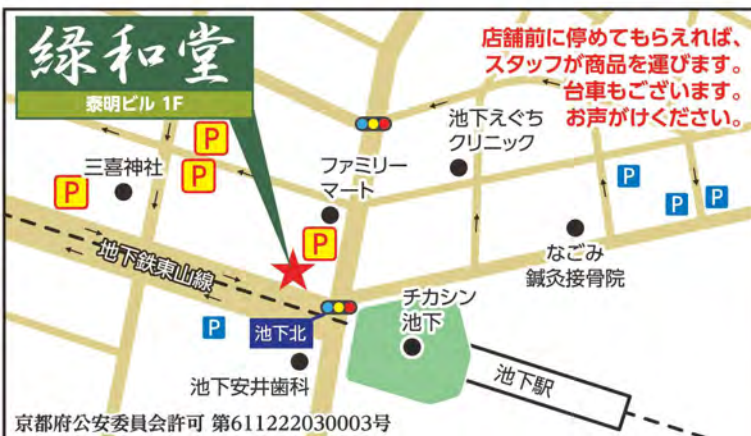 緑和堂
泰明ビル 1F
店舗前に停めてもらえれば、
スタッフが商品を運びます。
台車もございます。
お声がけください。
池下えぐち
クリニック
三喜神社
ファミリー
マート
P
P
P
P
P
P
P
なごみ
鍼灸接骨院
地下鉄東山線
チカシン
池下
P
池下北
池下安井歯科
池下駅
京都府公安委員会許可 第611222030003号